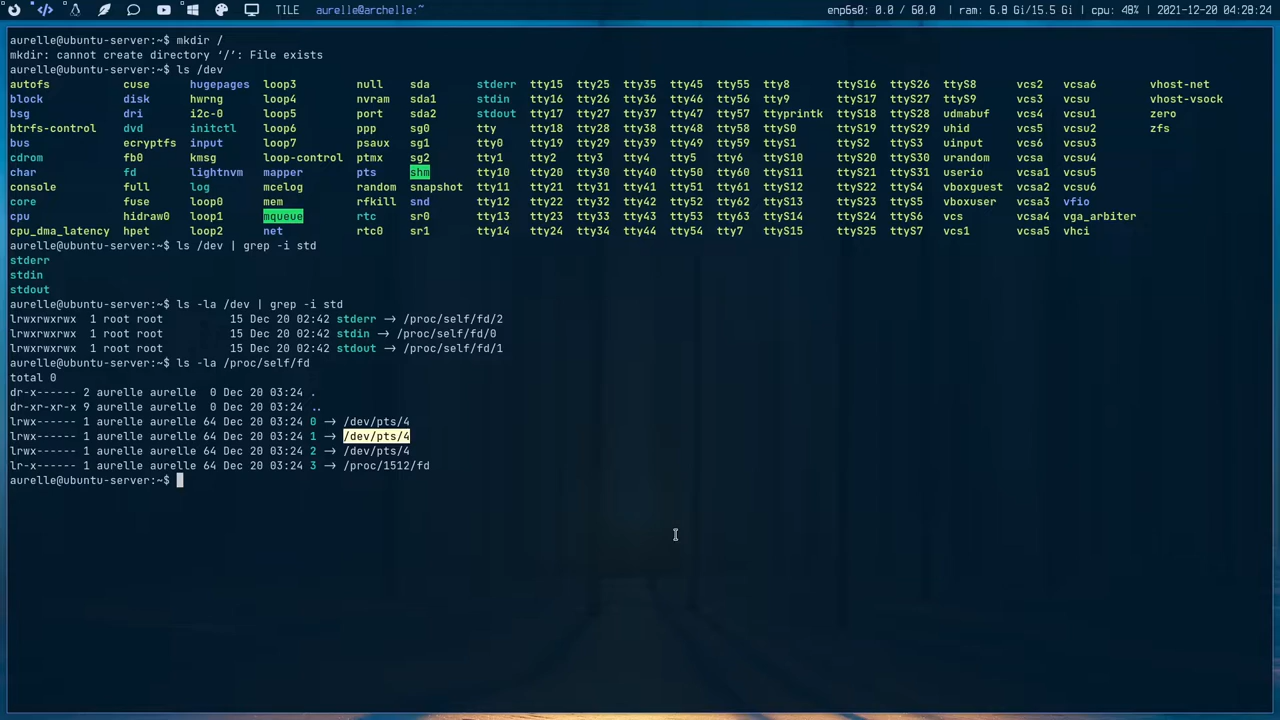 TILE aurelle@archelle:~ enp6s0: 0.0 / 60.0 | ram: 6.8 Gi/15.5 Gi | cpu: 48% | 2021-12-20 04:28:24
aurelle@ubuntu-server:~$ mkdir /
mkdir: cannot create directory ‘/’: File exists
aurelle@ubuntu-server:~$ ls /dev
autofs cuse hugepages loop3 null sda stderr tty15 tty25 tty35 tty45 tty55 tty8 ttyS16 ttyS26 ttyS8 vcs2 vcsa6 vhost-net
block disk hwrng loop4 nvram sda1 stdin tty16 tty26 tty36 tty46 tty56 tty9 ttyS17 ttyS27 ttyS9 vcs3 vcsu vhost-vsock
bsg dri i2c-0 loop5 port sda2 stdout tty17 tty27 tty37 tty47 tty57 ttyprintk ttyS18 ttyS28 udmabuf vcs4 vcsu1 zero
btrfs-control dvd initctl loop6 ppp sg0 tty tty18 tty28 tty38 tty48 tty58 ttyS0 ttyS19 ttyS29 uhid vcs5 vcsu2 zfs
bus ecryptfs input loop7 psaux sg1 tty0 tty19 tty29 tty39 tty49 tty59 ttyS1 ttyS2 ttyS3 uinput vcs6 vcsu3
cdrom fb0 kmsg loop-control ptmx sg2 tty1 tty2 tty3 tty4 tty5 tty6 ttyS10 ttyS20 ttyS30 urandom vcsa vcsu4
char fd lightnvm mapper pts shm tty10 tty20 tty30 tty40 tty50 tty60 ttyS11 ttyS21 ttyS31 userio vcsa1 vcsu5
console full log mcelog random snapshot tty11 tty21 tty31 tty41 tty51 tty61 ttyS12 ttyS22 ttyS4 vboxguest vcsa2 vcsu6
core fuse loop0 mem rfkill snd tty12 tty22 tty32 tty42 tty52 tty62 ttyS13 ttyS23 ttyS5 vboxuser vcsa3 vfio
cpu hidraw0 loop1 mqueue rtc sr0 tty13 tty23 tty33 tty43 tty53 tty63 ttyS14 ttyS24 ttyS6 vcs vcsa4 vga_arbiter
cpu_dma_latency hpet loop2 net rtc0 sr1 tty14 tty24 tty34 tty44 tty54 tty7 ttyS15 ttyS25 ttyS7 vcs1 vcsa5 vhci
aurelle@ubuntu-server:~$ ls /dev | grep -i std
stderr
stdin
stdout
aurelle@ubuntu-server:~$ ls -la /dev | grep -i std
lrwxrwxrwx 1 root root 15 Dec 20 02:42 stderr -> /proc/self/fd/2
lrwxrwxrwx 1 root root 15 Dec 20 02:42 stdin -> /proc/self/fd/0
lrwxrwxrwx 1 root root 15 Dec 20 02:42 stdout -> /proc/self/fd/1
aurelle@ubuntu-server:~$ ls -la /proc/self/fd
total 0
dr-x------ 2 aurelle aurelle 0 Dec 20 03:24 .
dr-xr-xr-x 9 aurelle aurelle 0 Dec 20 03:24 ..
lrwx------ 1 aurelle aurelle 64 Dec 20 03:24 0 -> /dev/pts/4
lrwx------ 1 aurelle aurelle 64 Dec 20 03:24 1 -> /dev/pts/4
lrwx------ 1 aurelle aurelle 64 Dec 20 03:24 2 -> /dev/pts/4
lr-x------ 1 aurelle aurelle 64 Dec 20 03:24 3 -> /proc/1512/fd
aurelle@ubuntu-server:~$